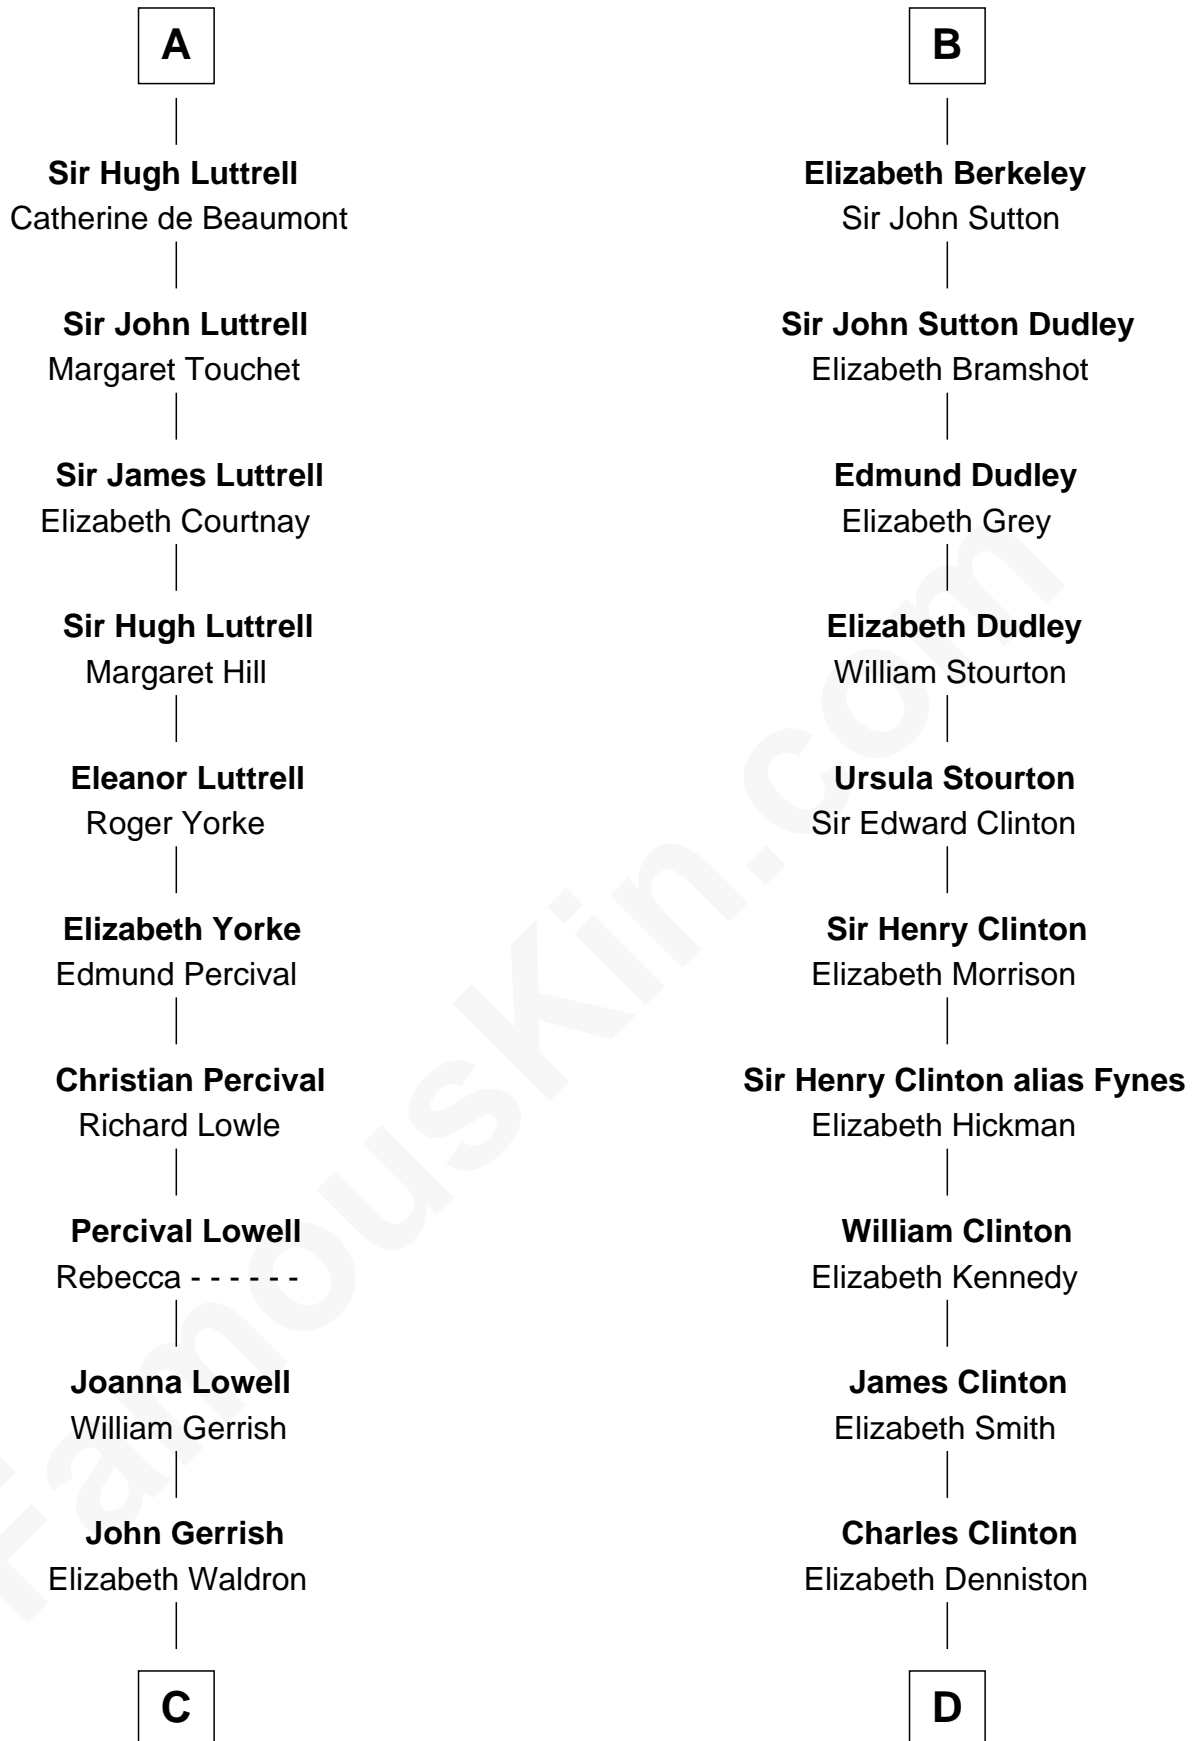 A
Sir Hugh Luttrell
Catherine de Beaumont
Sir John Luttrell
Margaret Touchet
Sir James Luttrell
Elizabeth Courtnay
Sir Hugh Luttrell
Margaret Hill
Eleanor Luttrell
Roger Yorke
Elizabeth Yorke
Edmund Percival
Christian Percival
Richard Lowle
Percival Lowell
Rebecca - - - - - -
Joanna Lowell
William Gerrish
John Gerrish
Elizabeth Waldron
C
B
Elizabeth Berkeley
Sir John Sutton
Sir John Sutton Dudley
Elizabeth Bramshot
Edmund Dudley
Elizabeth Grey
Elizabeth Dudley
William Stourton
Ursula Stourton
Sir Edward Clinton
Sir Henry Clinton
Elizabeth Morrison
Sir Henry Clinton alias Fynes
Elizabeth Hickman
William Clinton
Elizabeth Kennedy
James Clinton
Elizabeth Smith
Charles Clinton
Elizabeth Denniston
D
FamousKin.com